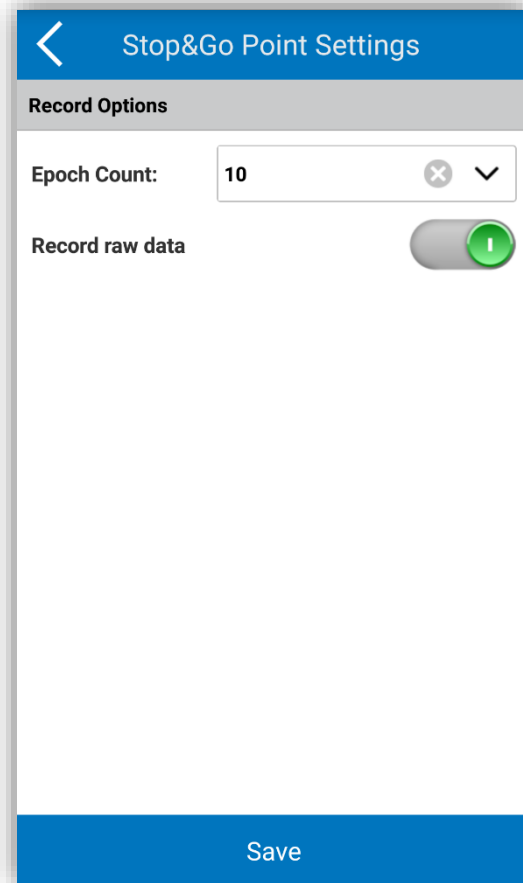 Stop&Go Point Settings
Record Options
Epoch Count: 10
Record raw data
Save